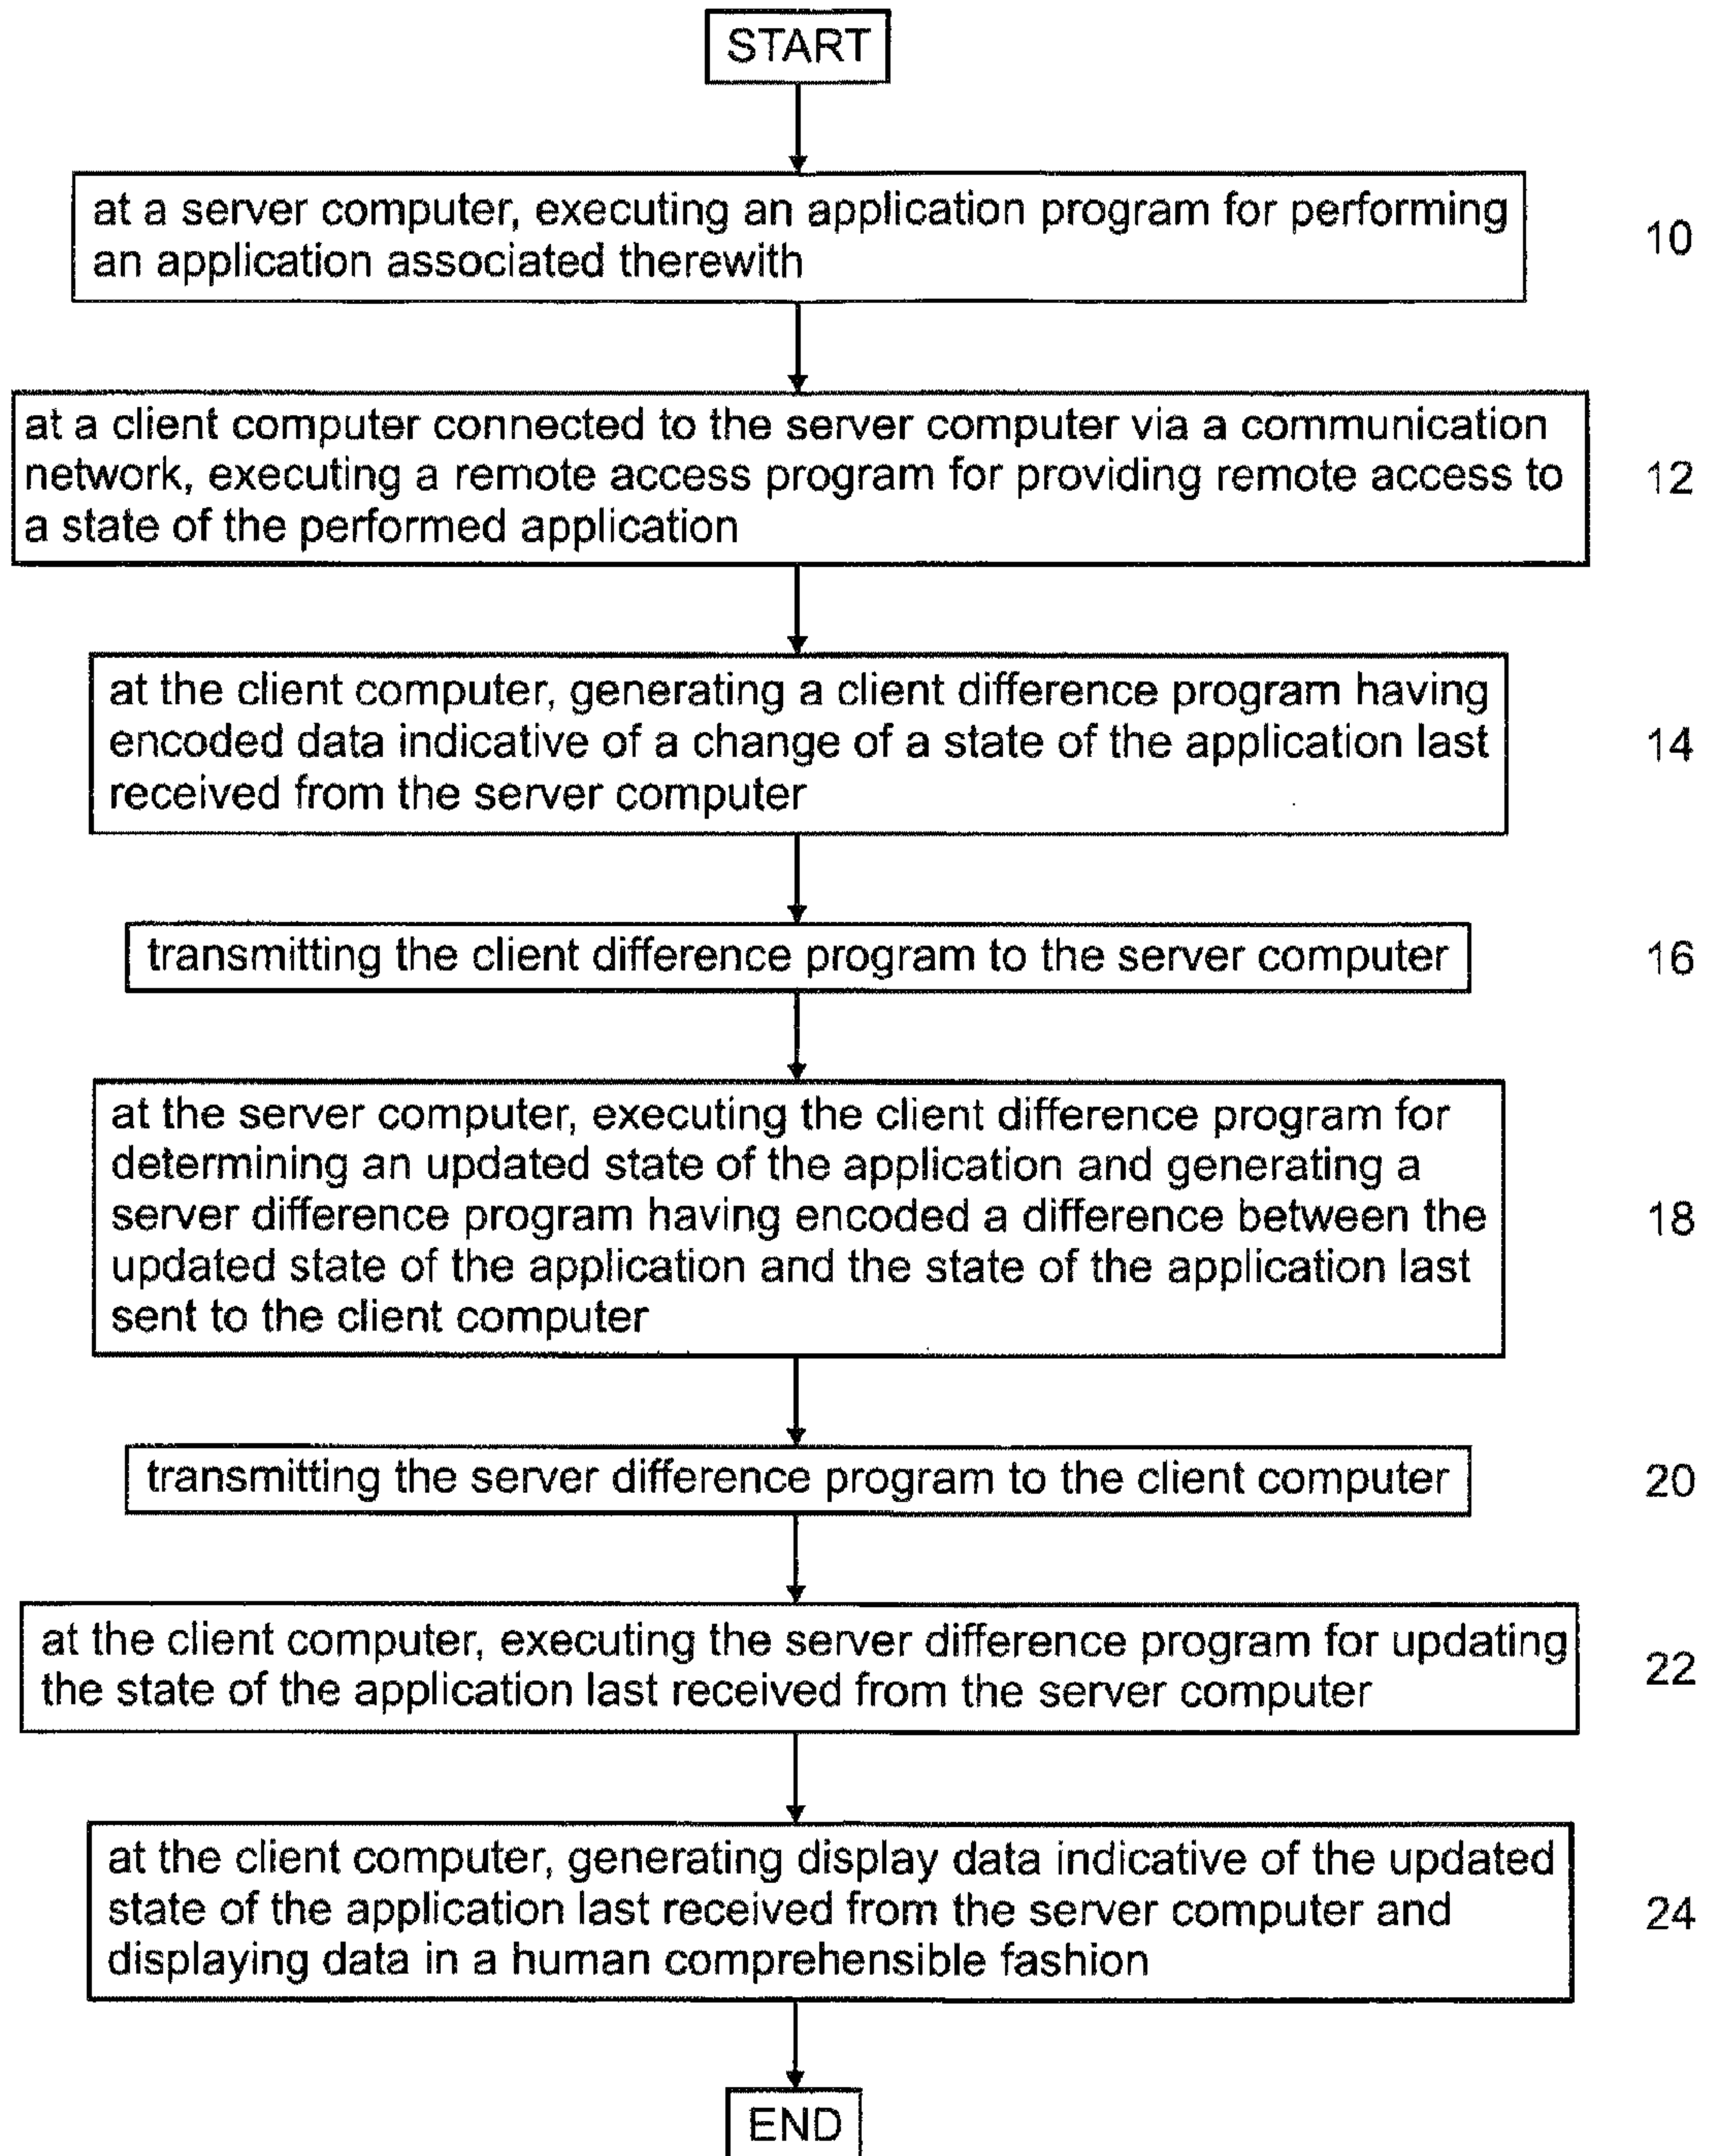 START
at a server computer, executing an application program for performing
an application associated therewith
10
at a client computer connected to the server computer via a communication
network, executing a remote access program for providing remote access to
a state of the performed application
12
at the client computer, generating a client difference program having
encoded data indicative of a change of a state of the application last
received from the server computer
14
transmitting the client difference program to the server computer
16
at the server computer, executing the client difference program for
determining an updated state of the application and generating a
server difference program having encoded a difference between the
updated state of the application and the state of the application last
sent to the client computer
18
transmitting the server difference program to the client computer
20
at the client computer, executing the server difference program for updating
the state of the application last received from the server computer
22
at the client computer, generating display data indicative of the updated
state of the application last received from the server computer and
displaying data in a human comprehensible fashion
24
END